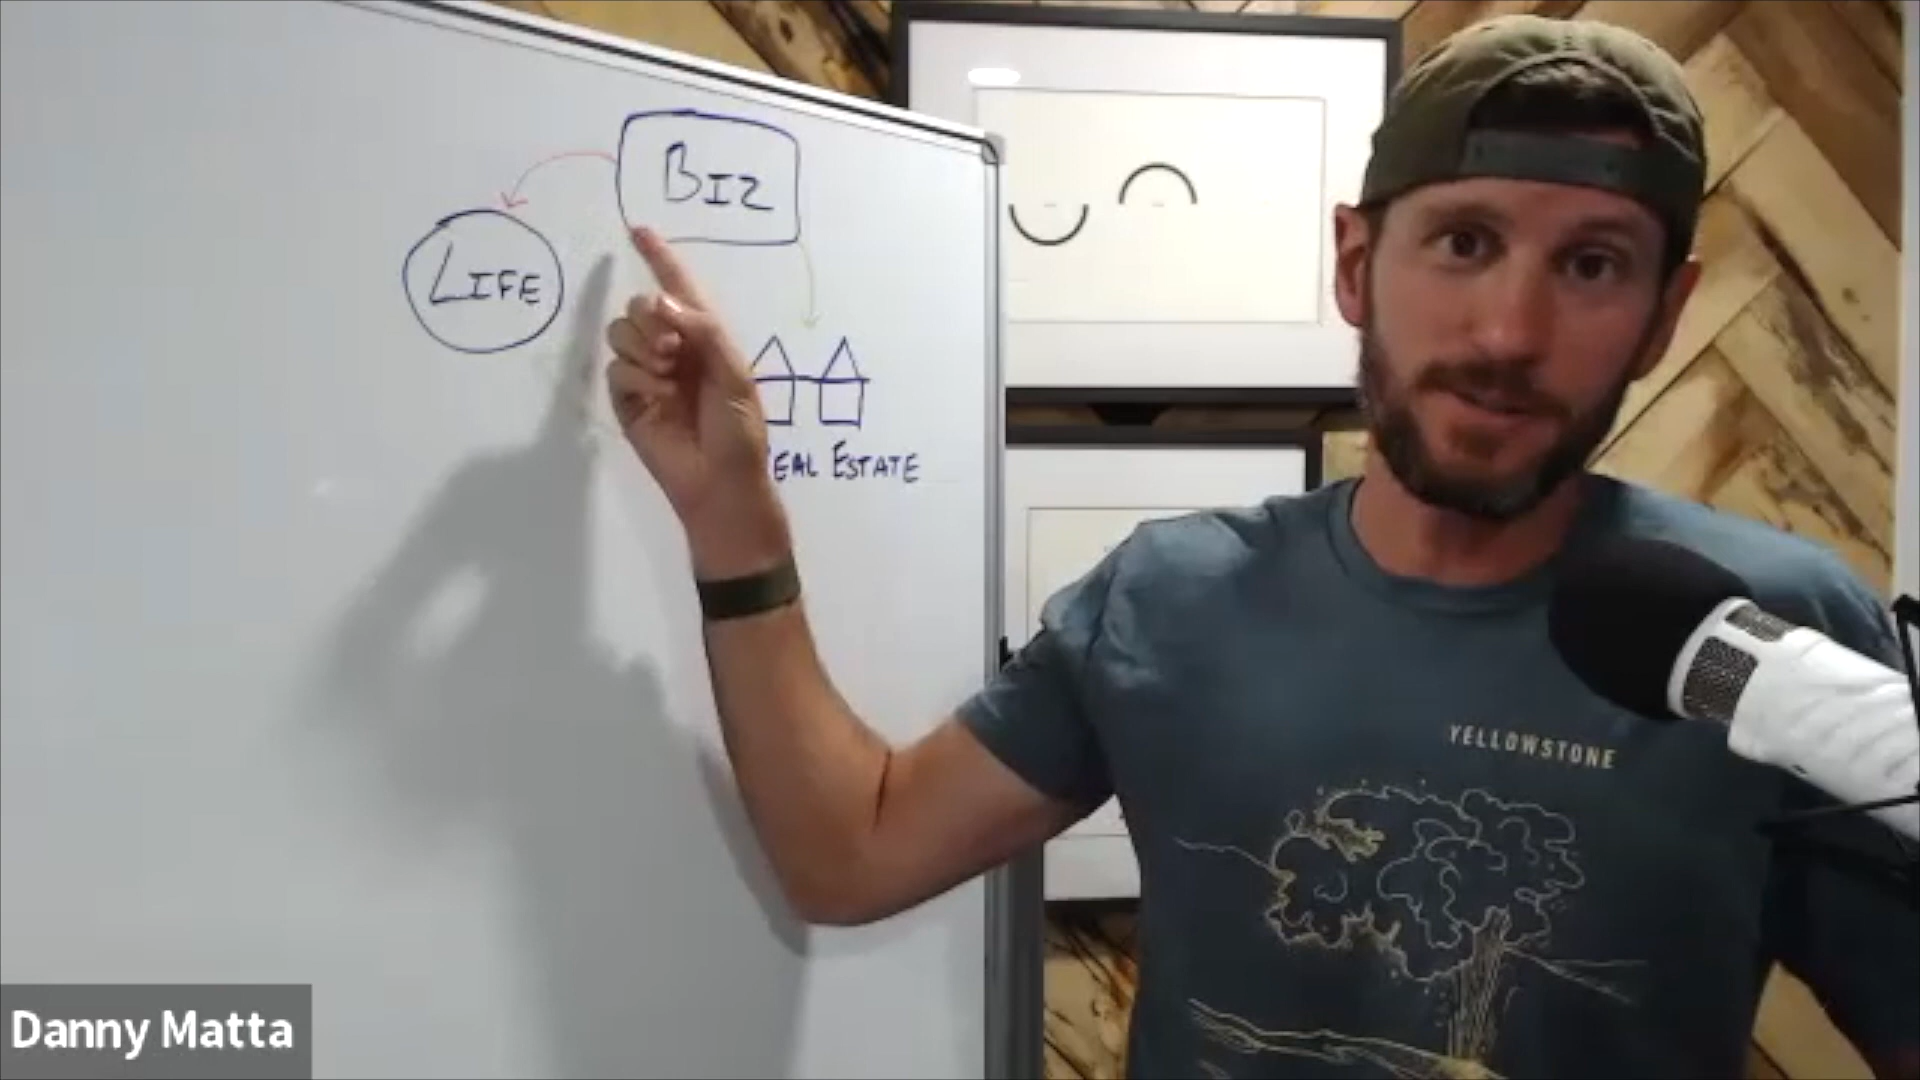 BIZ
LIFE
EAL ESTATE
YELLOWSTONE
Danny Matta